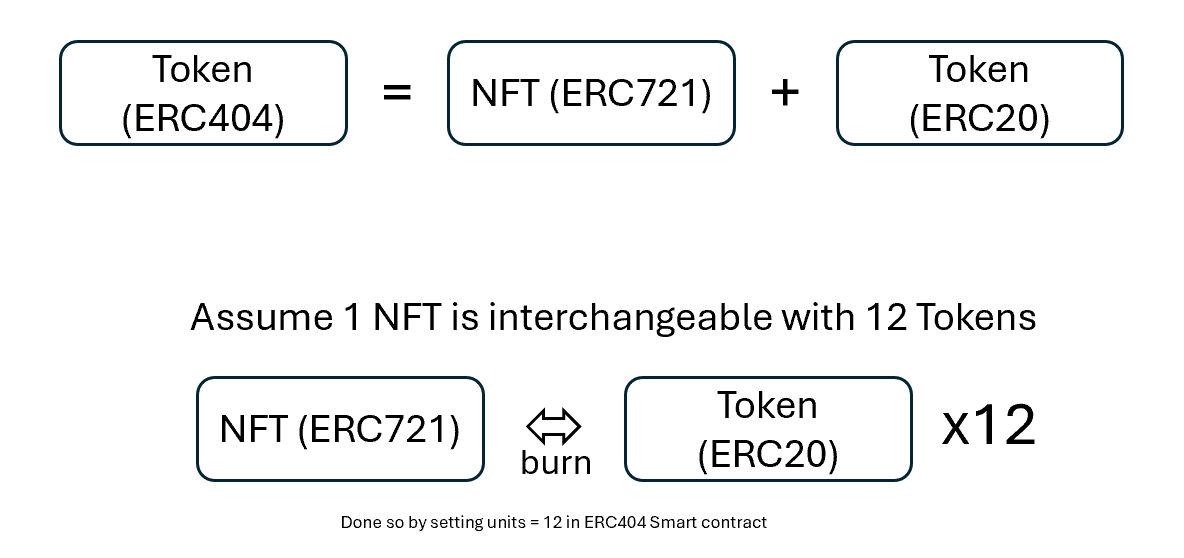 Token
(ERC404)
=
NFT (ERC721)
+
Token
(ERC20)
Assume 1 NFT is interchangeable with 12 Tokens
NFT (ERC721)
burn
Token
(ERC20)
x12
Done so by setting units = 12 in ERC404 Smart contract